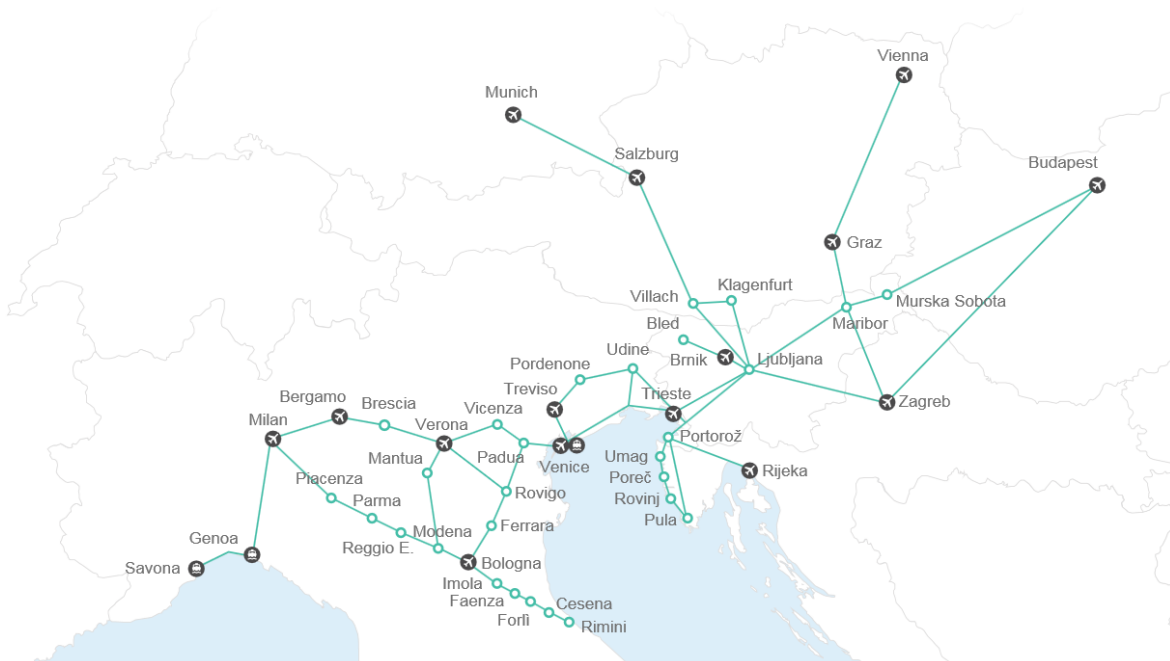 Vienna
Munich
Salzburg
Budapest
Graz
Klagenfurt
Villach
Murska Sobota
Maribor
Bled
Udine
Brnik
Ljubljana
Pordenone
Treviso
Trieste
Bergamo
Brescia
Vicenza
Zagreb
Milan
Verona
Portorož
Padua
Venice
Umag
Mantua
Rijeka
Piacenza
Poreč
Rovigo
Parma
Rovinj
Pula
Modena
Ferrara
Genoa
Reggio E.
Bologna
Savona
Imola
Faenza
Cesena
Forlì
Rimini